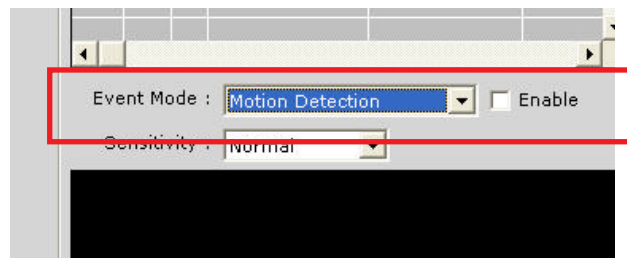 Event Mode : Motion Detection Enable
Sensitivity : Normal